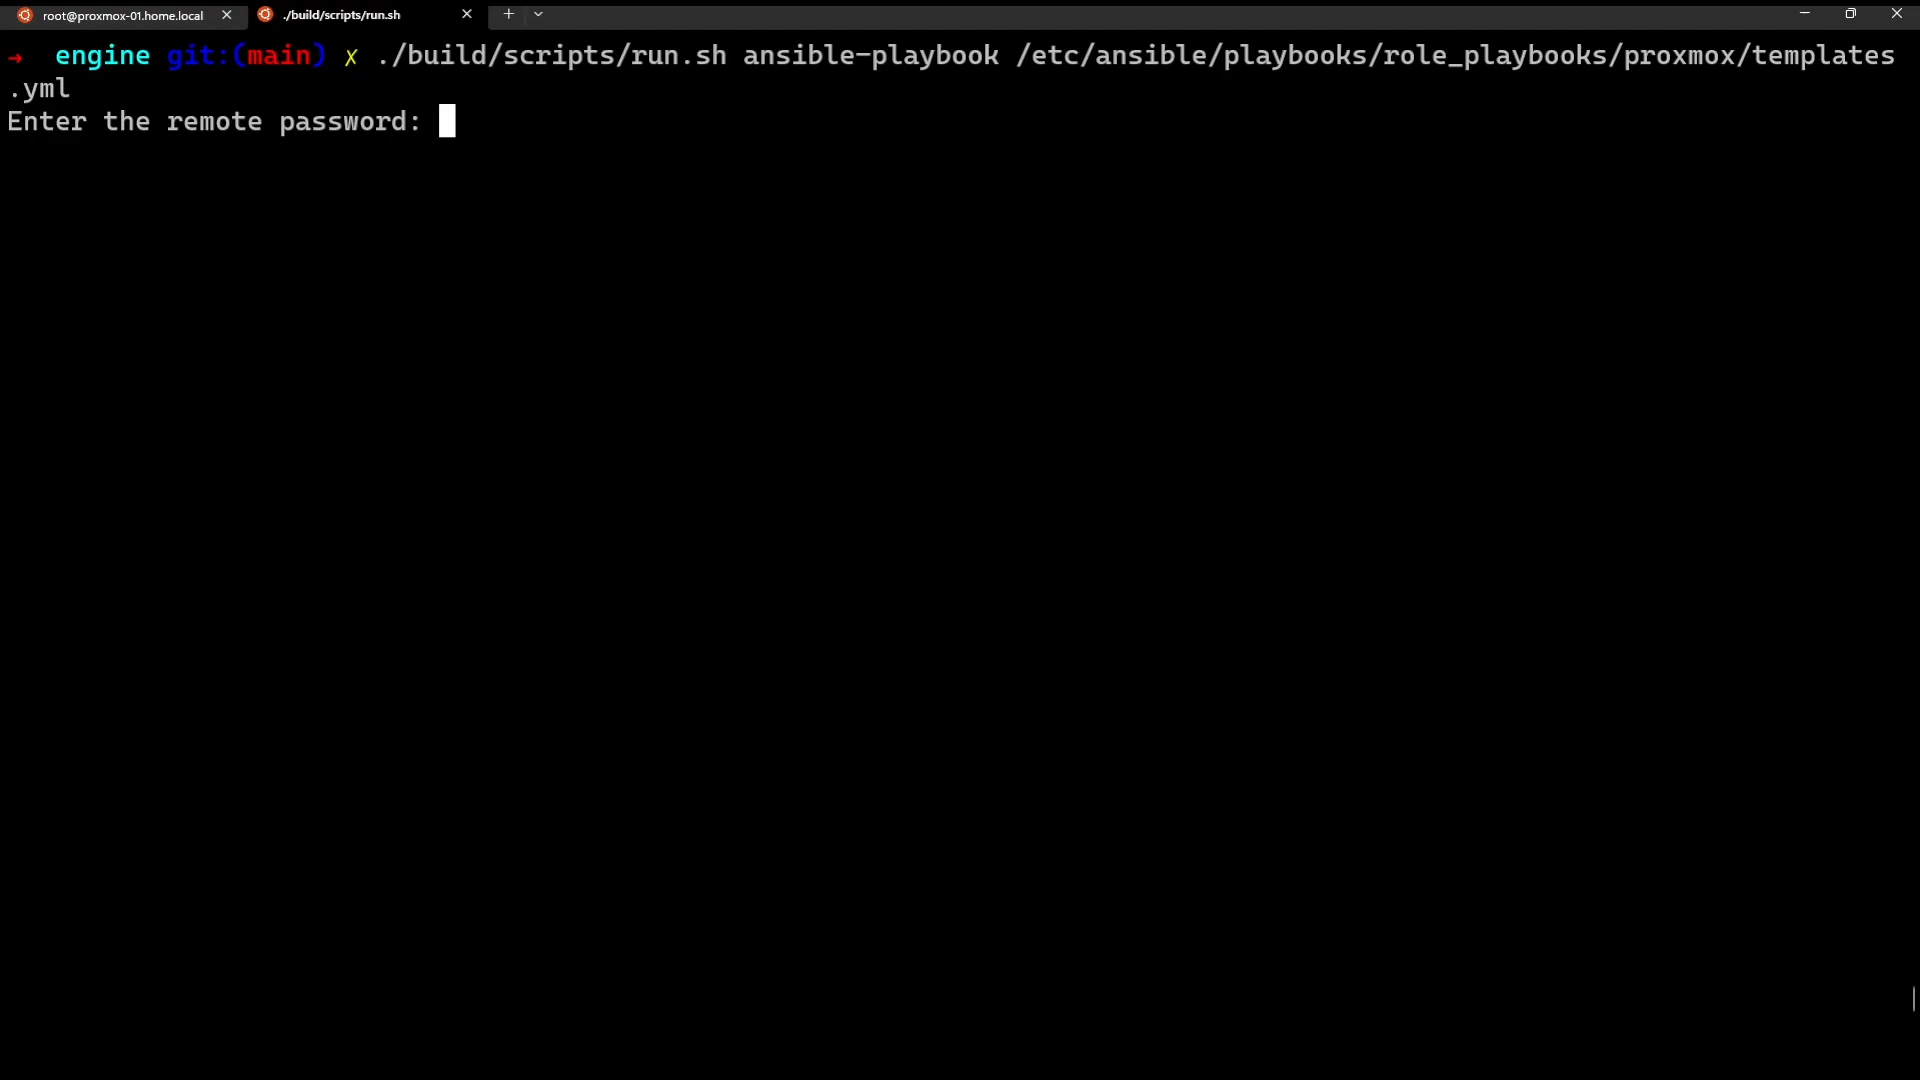 root@proxmox-01.home.local
./build/scripts/run.sh
→ engine git:(main) ✗ ./build/scripts/run.sh ansible-playbook /etc/ansible/playbooks/role_playbooks/proxmox/templates
.yml
Enter the remote password: